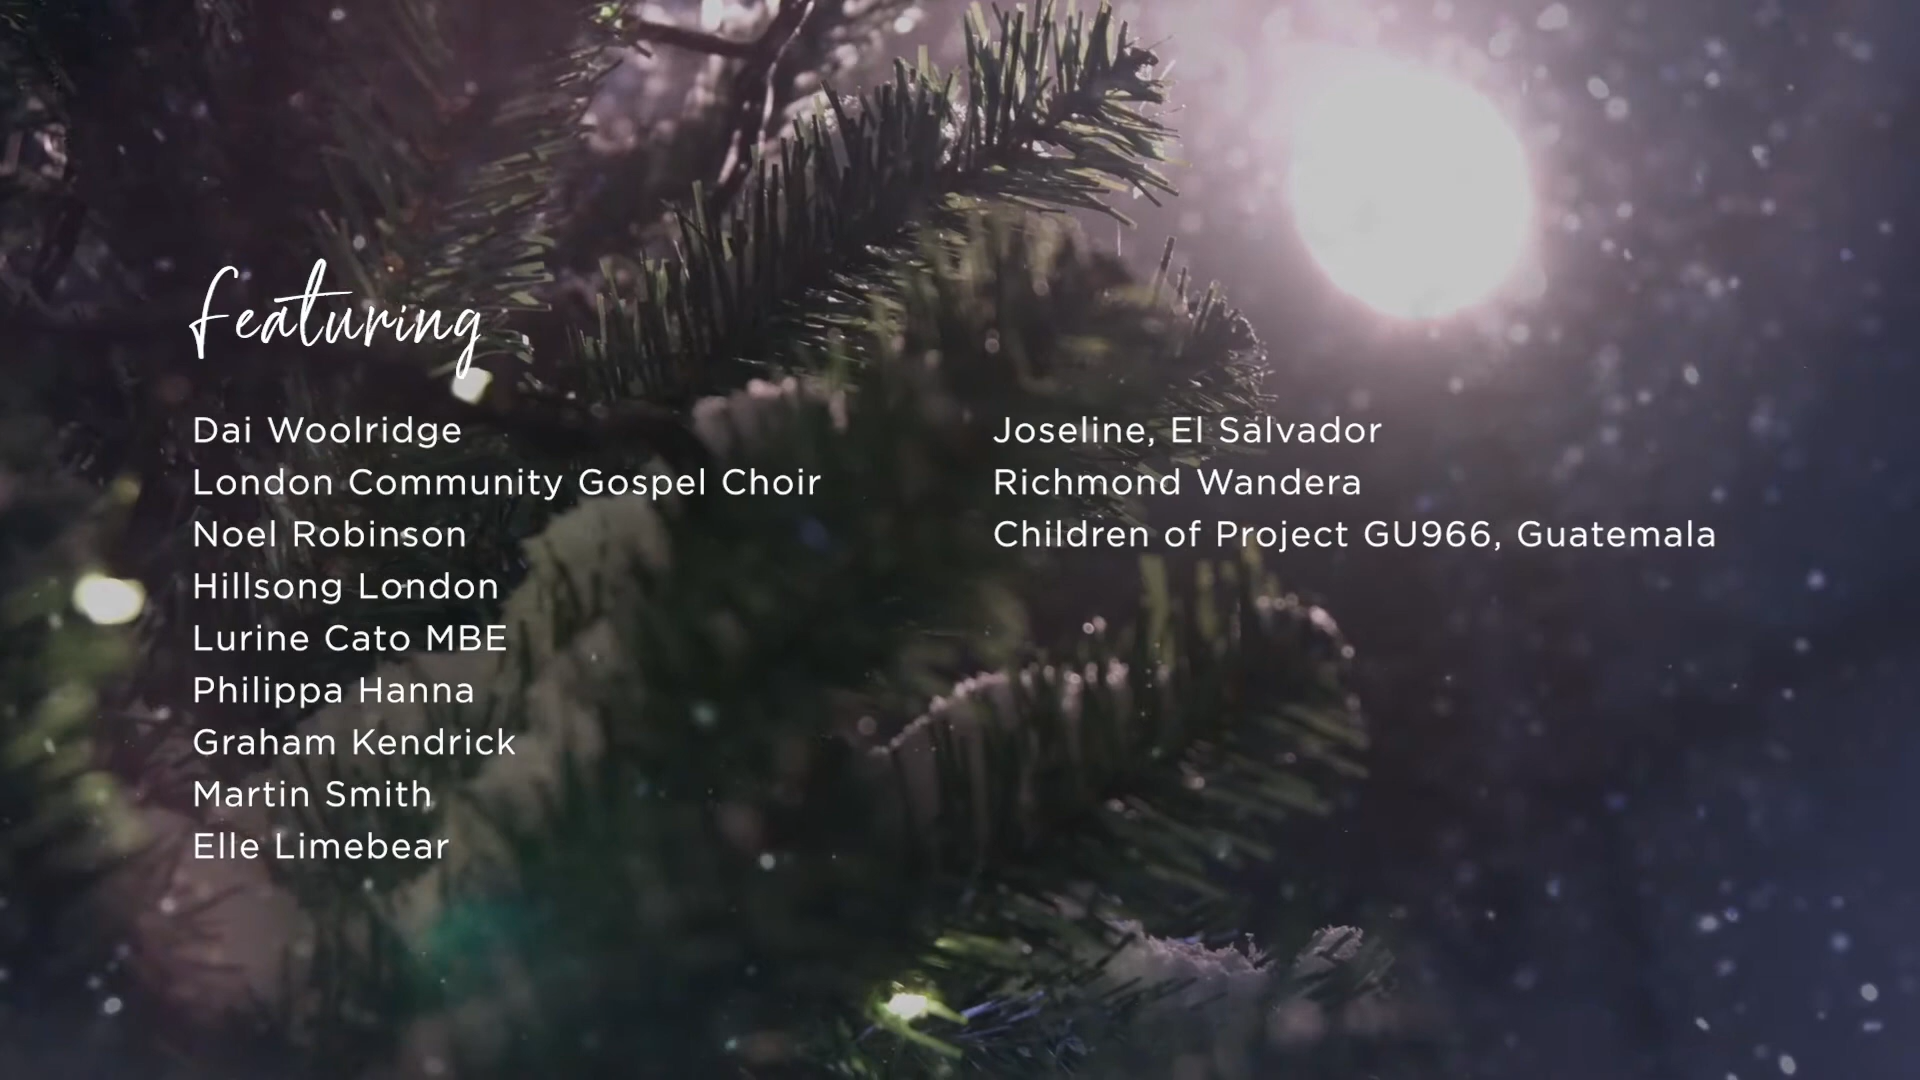 featuring
Dai Woolridge
London Community Gospel Choir
Noel Robinson
Hillsong London
Lurine Cato MBE
Philippa Hanna
Graham Kendrick
Martin Smith
Elle Limebear
Joseline, El Salvador
Richmond Wandera
Children of Project GU966, Guatemala